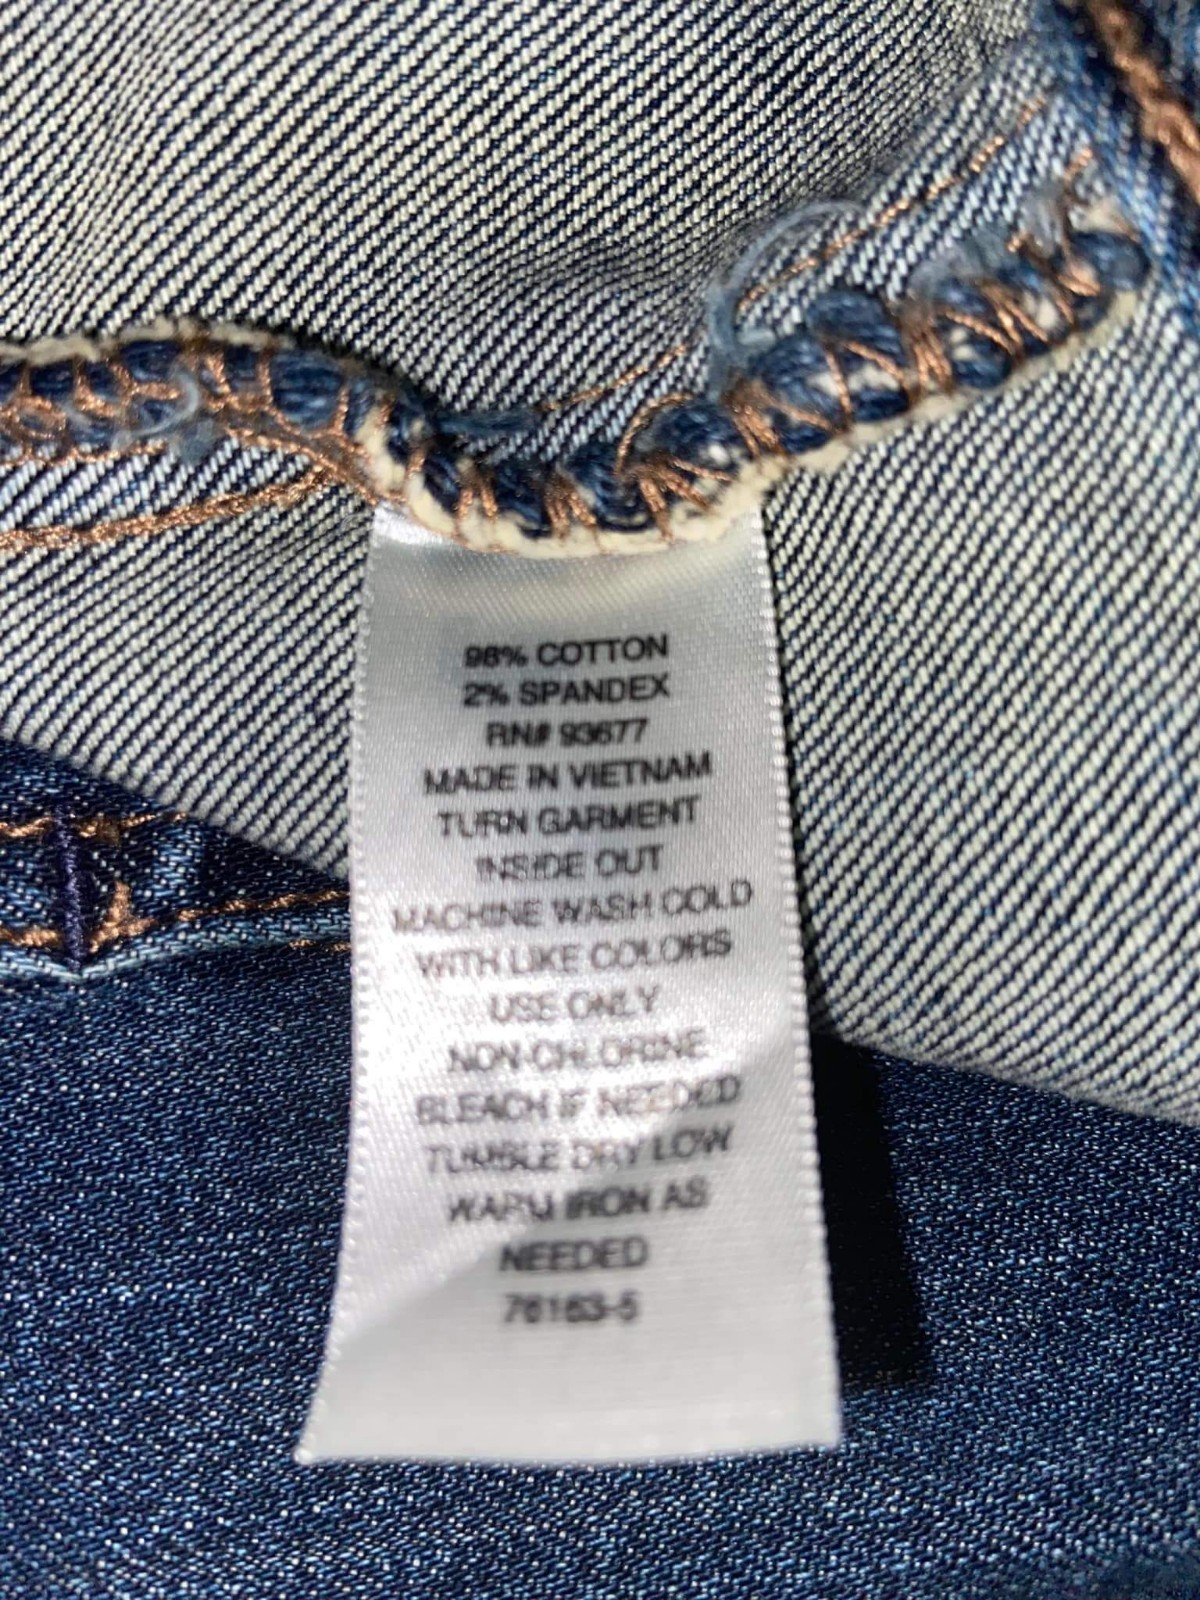 98% COTTON
2% SPANDEX
RN# 93677
MADE IN VIETNAM
TURN GARMENT
INSIDE OUT
MACHINE WASH COLD
WITH LIKE COLORS
USE ONLY
NON-CHLORINE
BLEACH IF NEEDED
TUMBLE DRY LOW
WARM IRON AS
NEEDED
76163-5